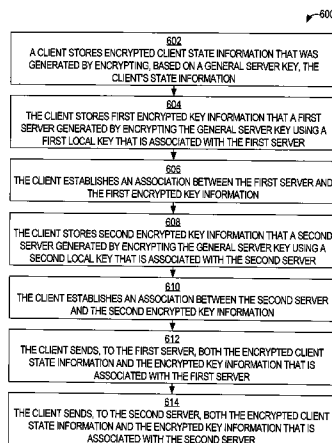 600
602
A CLIENT STORES ENCRYPTED CLIENT STATE INFORMATION THAT WAS
GENERATED BY ENCRYPTING, BASED ON A GENERAL SERVER KEY, THE
CLIENT'S STATE INFORMATION
604
THE CLIENT STORES FIRST ENCRYPTED KEY INFORMATION THAT A FIRST
SERVER GENERATED BY ENCRYPTING THE GENERAL SERVER KEY USING A
FIRST LOCAL KEY THAT IS ASSOCIATED WITH THE FIRST SERVER
606
THE CLIENT ESTABLISHES AN ASSOCIATION BETWEEN THE FIRST SERVER AND
THE FIRST ENCRYPTED KEY INFORMATION
608
THE CLIENT STORES SECOND ENCRYPTED KEY INFORMATION THAT A SECOND
SERVER GENERATED BY ENCRYPTING THE GENERAL SERVER KEY USING A
SECOND LOCAL KEY THAT IS ASSOCIATED WITH THE SECOND SERVER
610
THE CLIENT ESTABLISHES AN ASSOCIATION BETWEEN THE SECOND SERVER
AND THE SECOND ENCRYPTED KEY INFORMATION
612
THE CLIENT SENDS, TO THE FIRST SERVER, BOTH THE ENCRYPTED CLIENT
STATE INFORMATION AND THE ENCRYPTED KEY INFORMATION THAT IS
ASSOCIATED WITH THE FIRST SERVER
614
THE CLIENT SENDS, TO THE SECOND SERVER, BOTH THE ENCRYPTED CLIENT
STATE INFORMATION AND THE ENCRYPTED KEY INFORMATION THAT IS
ASSOCIATED WITH THE SECOND SERVER